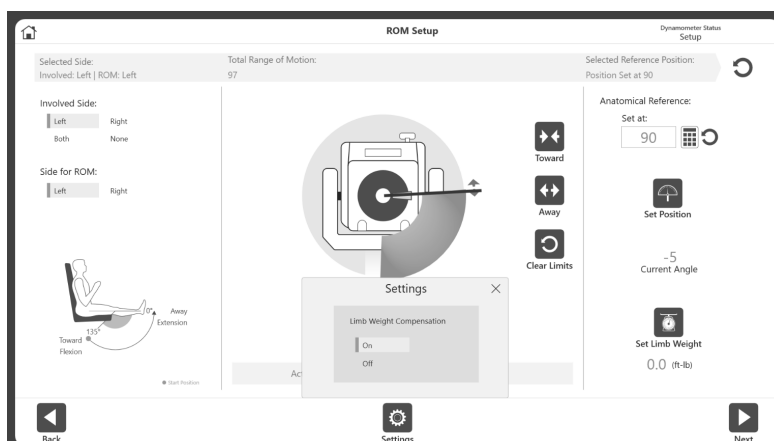 ROM Setup
Dynamometer Status
Setup
Selected Side:
Involved: Left | ROM: Left
Total Range of Motion:
97
Selected Reference Position:
Position Set at 90
Involved Side:
Left Right
Both None
Side for ROM:
Left Right
0°
Away
Extension
135°
Toward
Flexion
Start Position
Toward
Away
Clear Limits
Settings
Limb Weight Compensation
On
Off
Anatomical Reference:
Set at:
90
Set Position
-5
Current Angle
Set Limb Weight
0.0 (ft-lb)
Back
Settings
Next